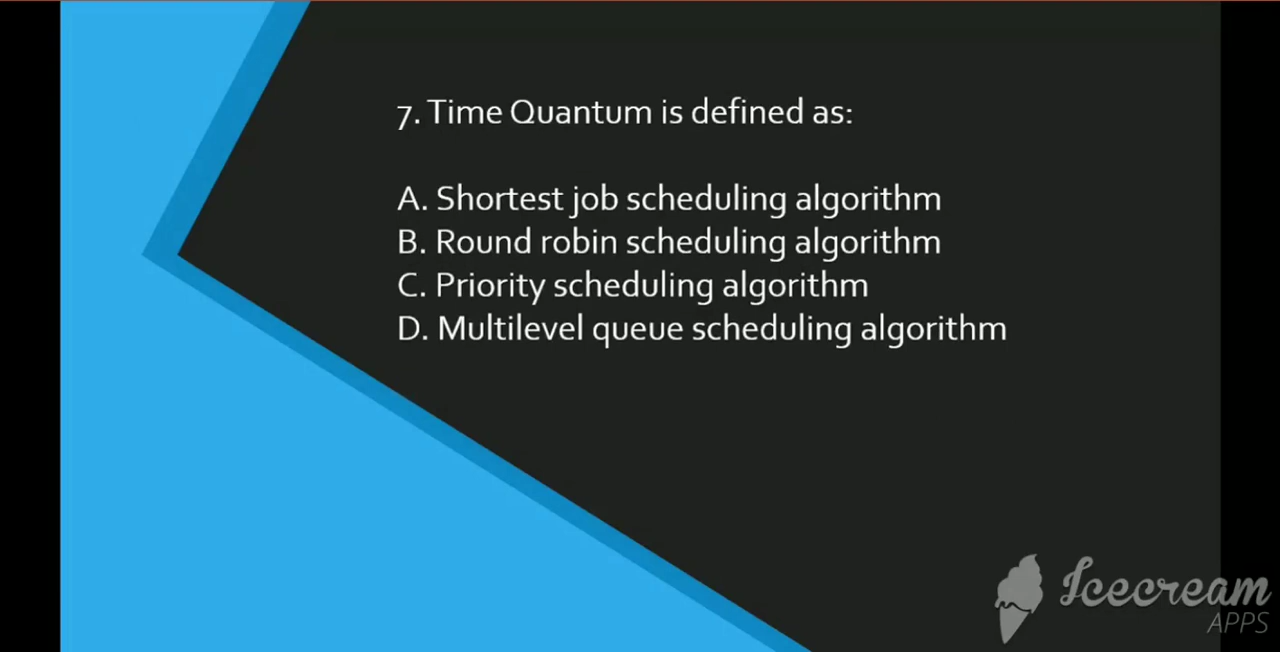 7. Time Quantum is defined as:
A. Shortest job scheduling algorithm
B. Round robin scheduling algorithm
C. Priority scheduling algorithm
D. Multilevel queue scheduling algorithm
Icecream
APPS